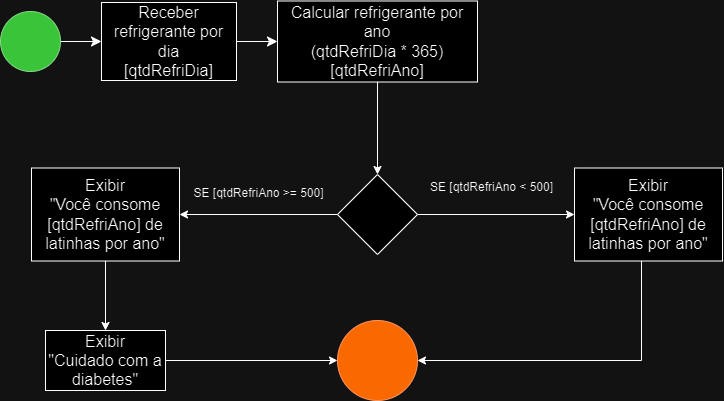 Receber
refrigerante por
dia
[qtdRefriDia]
Calcular refrigerante por
ano
(qtdRefriDia * 365)
[qtdRefriAno]
SE [qtdRefriAno >= 500]
SE [qtdRefriAno < 500]
Exibir
"Você consome
[qtdRefriAno] de
latinhas por ano"
Exibir
"Você consome
[qtdRefriAno] de
latinhas por ano"
Exibir
"Cuidado com a
diabetes"